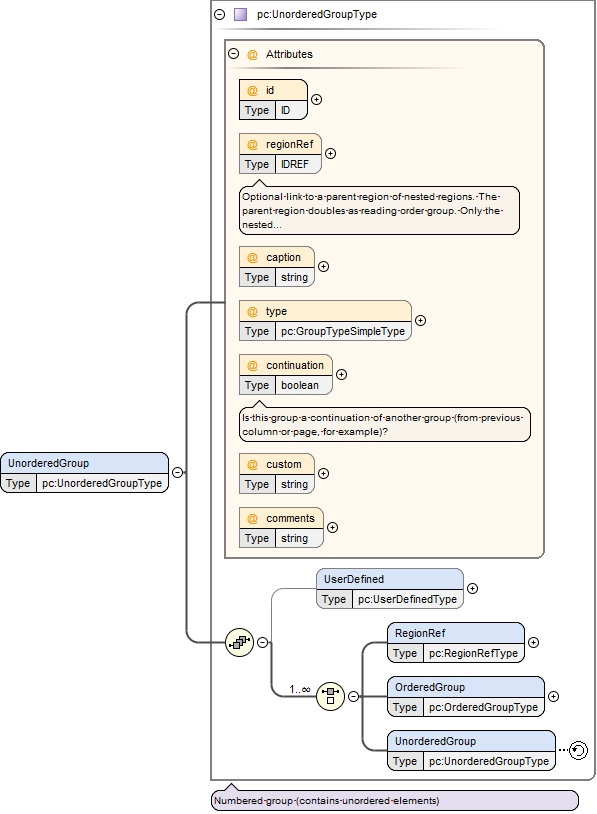 pc:UnorderedGroupType
@ Attributes
@ id
Type ID
@ regionRef
Type IDREF
Optional·link·to·a·parent·region·of·nested·regions.·The·
parent·region·doubles·as·reading·order·group.·Only·the·
nested...
@ caption
Type string
@ type
Type pc:GroupTypeSimpleType
@ continuation
Type boolean
Is·this·group·a·continuation·of·another·group·(from·previous·
column·or·page,·for·example)?
UnorderedGroup
Type pc:UnorderedGroupType
@ custom
Type string
@ comments
Type string
UserDefined
Type pc:UserDefinedType
RegionRef
Type pc:RegionRefType
1..∞
OrderedGroup
Type pc:OrderedGroupType
UnorderedGroup
Type pc:UnorderedGroupType
Numbered·group·(contains·unordered·elements)